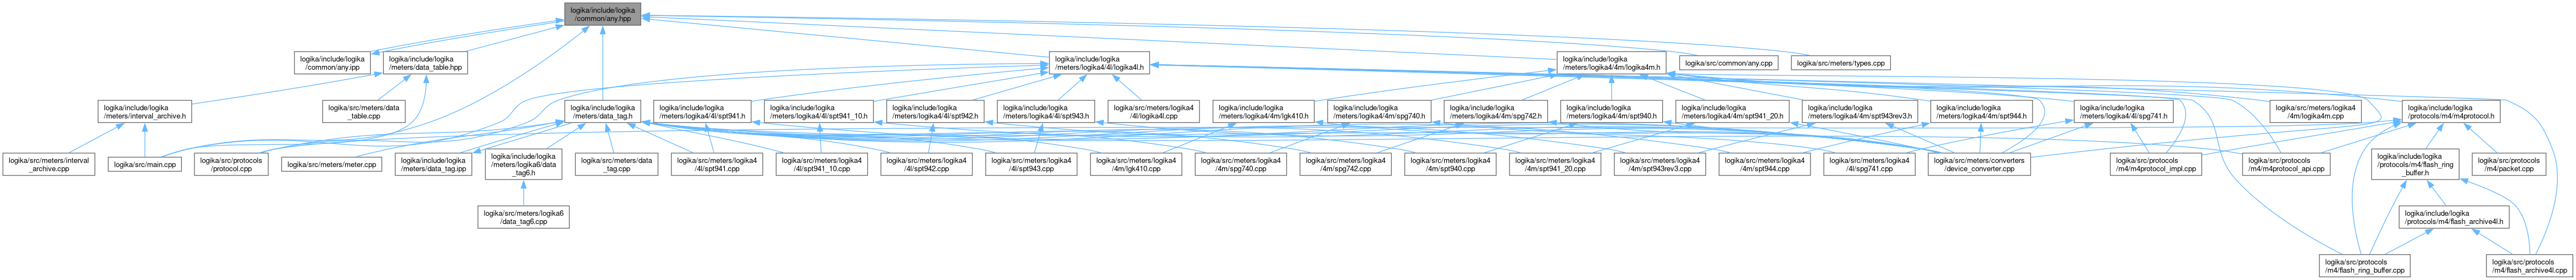 logika/include/logika
/common/any.hpp
logika/include/logika
/common/any.ipp
logika/include/logika
/meters/data_table.hpp
logika/include/logika
/meters/logika4/4l/logika4l.h
logika/include/logika
/meters/logika4/4m/logika4m.h
logika/src/common/any.cpp
logika/src/meters/types.cpp
logika/include/logika
/meters/interval_archive.h
logika/src/meters/data
_table.cpp
logika/include/logika
/meters/data_tag.h
logika/include/logika
/meters/logika4/4l/spt941.h
logika/include/logika
/meters/logika4/4l/spt941_10.h
logika/include/logika
/meters/logika4/4l/spt942.h
logika/include/logika
/meters/logika4/4l/spt943.h
logika/src/meters/logika4
/4l/logika4l.cpp
logika/include/logika
/meters/logika4/4m/lgk410.h
logika/include/logika
/meters/logika4/4m/spg740.h
logika/include/logika
/meters/logika4/4m/spg742.h
logika/include/logika
/meters/logika4/4m/spt940.h
logika/include/logika
/meters/logika4/4m/spt941_20.h
logika/include/logika
/meters/logika4/4m/spt943rev3.h
logika/include/logika
/meters/logika4/4m/spt944.h
logika/include/logika
/meters/logika4/4l/spg741.h
logika/src/meters/logika4
/4m/logika4m.cpp
logika/include/logika
/protocols/m4/m4protocol.h
logika/src/meters/interval
_archive.cpp
logika/src/main.cpp
logika/src/protocols
/protocol.cpp
logika/src/meters/meter.cpp
logika/include/logika
/meters/data_tag.ipp
logika/include/logika
/meters/logika6/data
_tag6.h
logika/src/meters/data
_tag.cpp
logika/src/meters/logika4
/4l/spt941.cpp
logika/src/meters/logika4
/4l/spt941_10.cpp
logika/src/meters/logika4
/4l/spt942.cpp
logika/src/meters/logika4
/4l/spt943.cpp
logika/src/meters/logika4
/4m/lgk410.cpp
logika/src/meters/logika4
/4m/spg740.cpp
logika/src/meters/logika4
/4m/spg742.cpp
logika/src/meters/logika4
/4m/spt940.cpp
logika/src/meters/logika4
/4m/spt941_20.cpp
logika/src/meters/logika4
/4m/spt943rev3.cpp
logika/src/meters/logika4
/4m/spt944.cpp
logika/src/meters/logika4
/4l/spg741.cpp
logika/src/meters/converters
/device_converter.cpp
logika/src/protocols
/m4/m4protocol_impl.cpp
logika/src/protocols
/m4/m4protocol_api.cpp
logika/include/logika
/protocols/m4/flash_ring
_buffer.h
logika/src/protocols
/m4/packet.cpp
logika/src/meters/logika6
/data_tag6.cpp
logika/include/logika
/protocols/m4/flash_archive4l.h
logika/src/protocols
/m4/flash_ring_buffer.cpp
logika/src/protocols
/m4/flash_archive4l.cpp